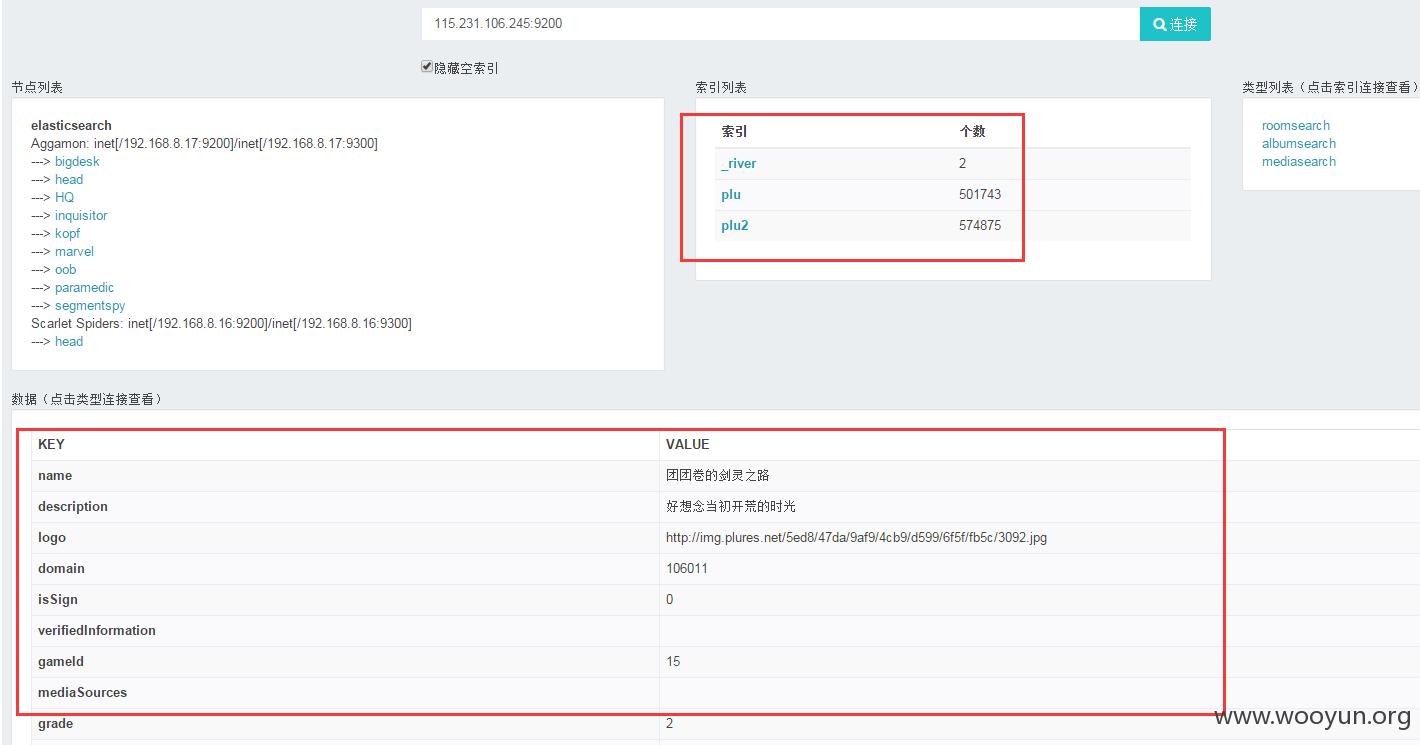 115.231.106.245:9200
连接
隐藏空索引
节点列表
elasticsearch
Aggamon: inet[/192.168.8.17:9200]/inet[/192.168.8.17:9300]
---> bigdesk
---> head
---> HQ
---> inquisitor
---> kopf
---> marvel
---> oob
---> paramedic
---> segmentspy
Scarlet Spiders: inet[/192.168.8.16:9200]/inet[/192.168.8.16:9300]
---> head
索引列表
索引 个数
_river 2
plu 501743
plu2 574875
类型列表（点击索引连接查看）
roomsearch
albumsearch
mediasearch
数据（点击类型连接查看）
KEY VALUE
name 团团卷的剑灵之路
description 好想念当初开荒的时光
logo http://img.plures.net/5ed8/47da/9af9/4cb9/d599/6f5f/fb5c/3092.jpg
domain 106011
isSign 0
verifiedInformation
gameId 15
mediaSources
grade 2
www.wooyun.org